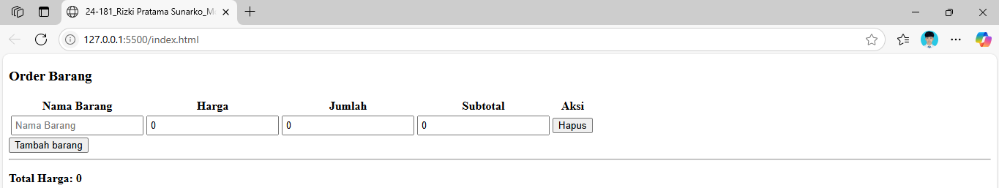 24-181_Rizki Pratama Sunarko_M
127.0.0.1:5500/index.html
Order Barang
Nama Barang Harga Jumlah Subtotal Aksi
Nama Barang 0 0 0 Hapus
Tambah barang
Total Harga: 0